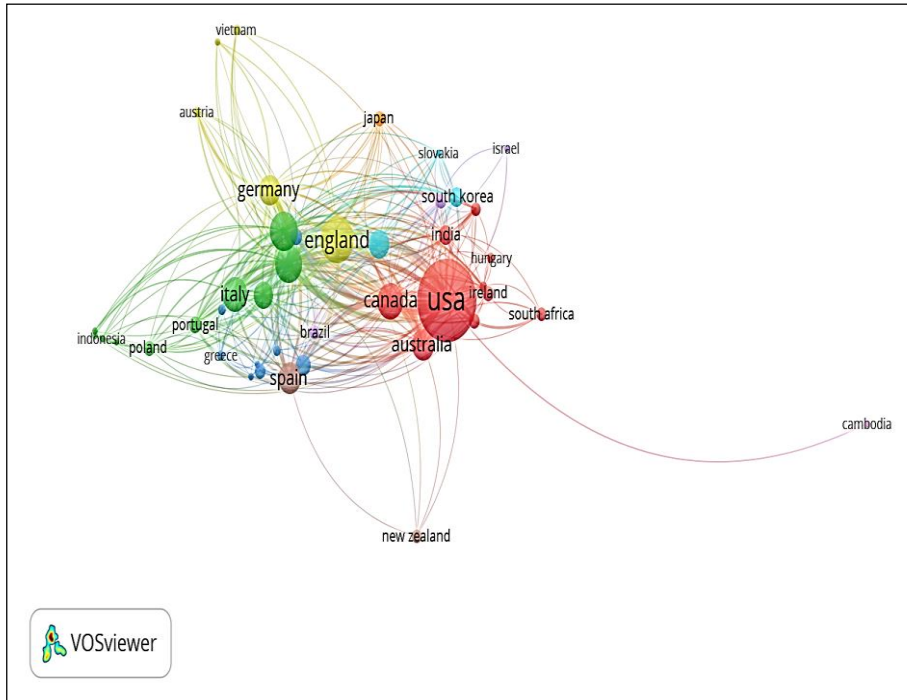 vietnam
austria
japan
slovakia
israel
germany
south korea
england
india
hungary
italy
canada
usa
ireland
south africa
portugal
brazil
australia
indonesia
poland
greece
spain
cambodia
new zealand
VOSviewer